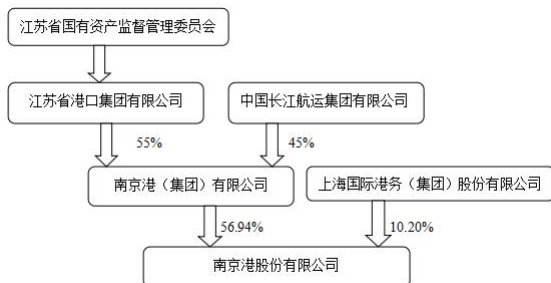 江苏省国有资产监督管理委员会
江苏省港口集团有限公司
中国长江航运集团有限公司
55%
45%
南京港（集团）有限公司
上海国际港务（集团）股份有限公司
56.94%
10.20%
南京港股份有限公司